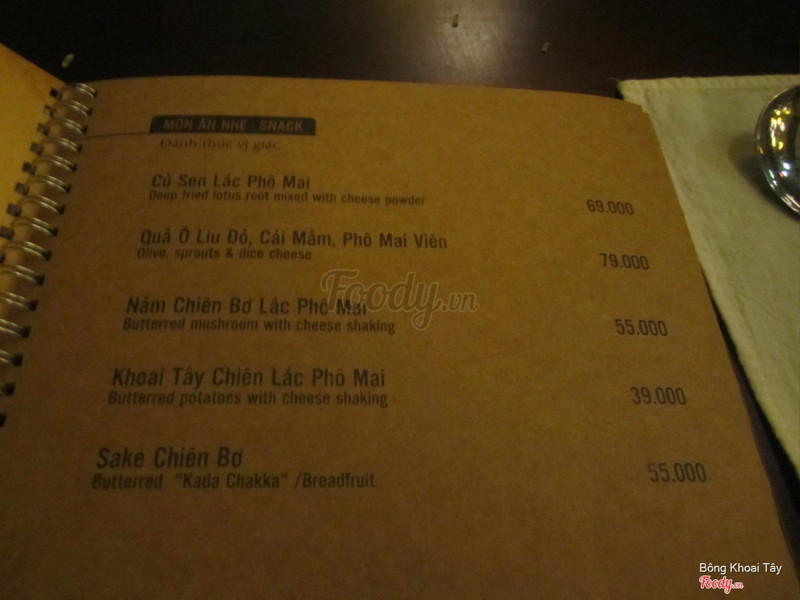 MÓN ĂN NHẸ - SNACK
Đánh thức vị giác
Củ Sen Lắc Phô Mai
Deep fried lotus root mixed with cheese powder
69.000
Quả Ô Liu Đỏ, Cải Mầm, Phô Mai Viên
Olive, sprouts & dice cheese
79.000
Nấm Chiên Bơ Lắc Phô Mai
Butterred mushroom with cheese shaking
55.000
Khoai Tây Chiên Lắc Phô Mai
Butterred potatoes with cheese shaking
39.000
Sake Chiên Bơ
Butterred "Kada Chakka" /Breadfruit
55.000
Foody.vn
Bông Khoai Tây
Foody.vn